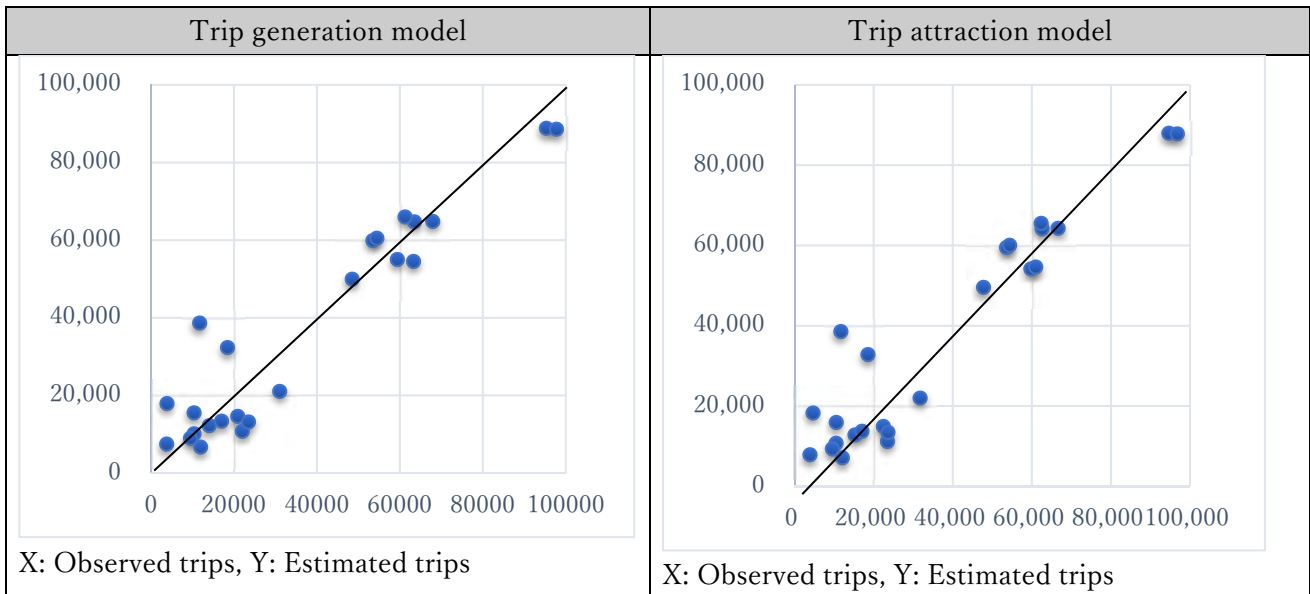 Trip generation model
Trip attraction model
100,000
80,000
60,000
40,000
20,000
0
0 20000 40000 60000 80000 100000
X: Observed trips, Y: Estimated trips
100,000
80,000
60,000
40,000
20,000
0
0 20,000 40,000 60,000 80,000100,000
X: Observed trips, Y: Estimated trips